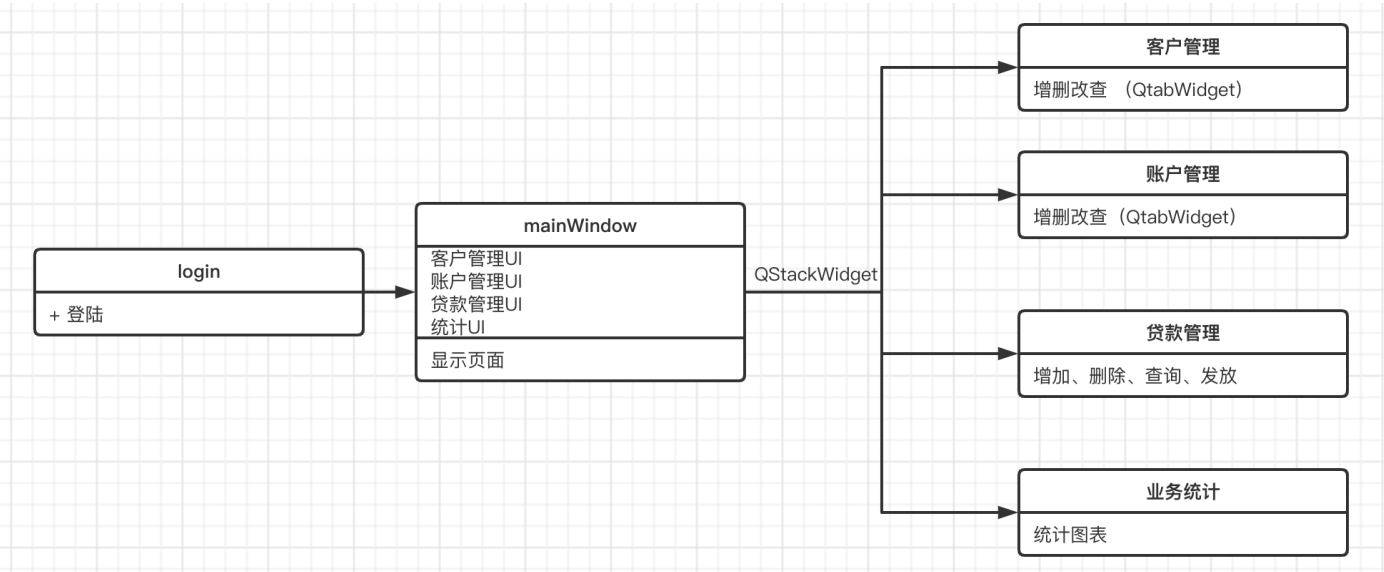 login
+ 登陆
mainWindow
客户管理UI
账户管理UI
贷款管理UI
统计UI
显示页面
QStackWidget
客户管理
增删改查 （QtabWidget）
账户管理
增删改查（QtabWidget）
贷款管理
增加、删除、查询、发放
业务统计
统计图表